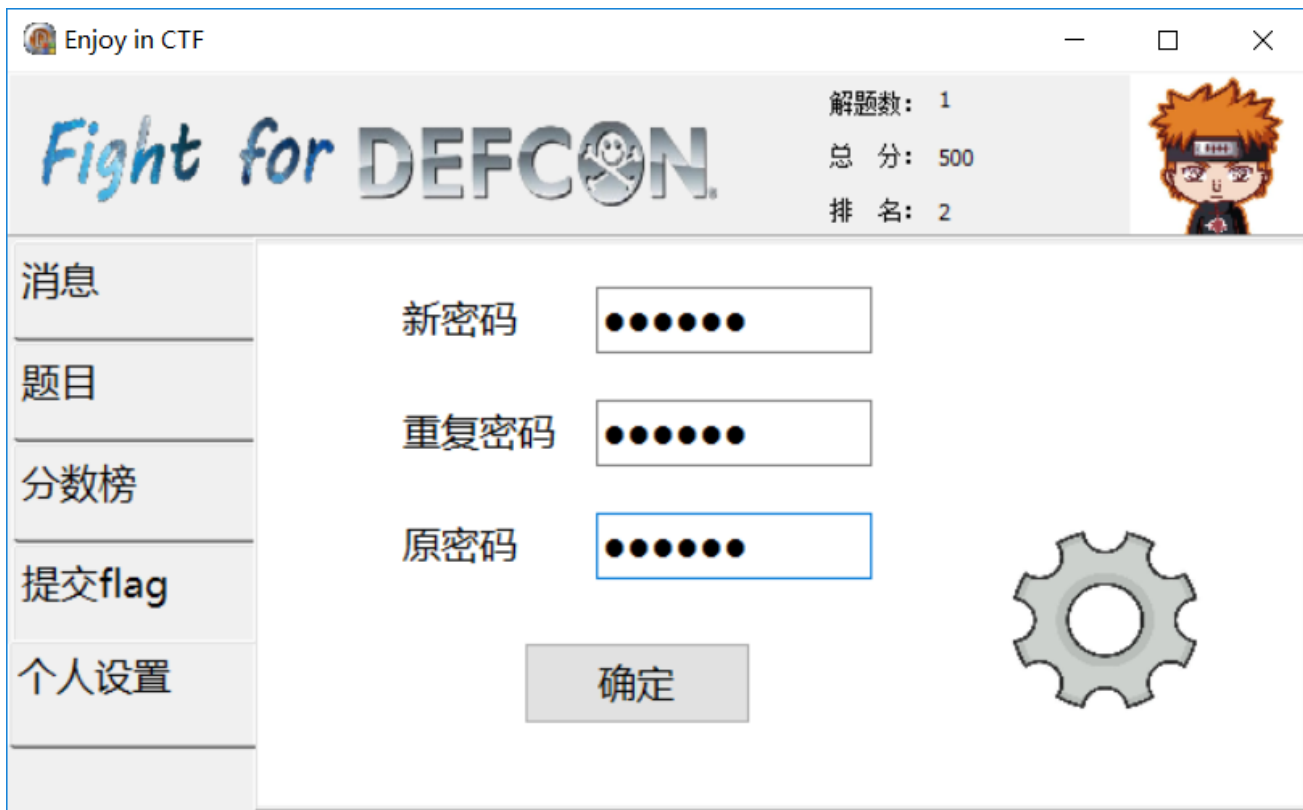 Enjoy in CTF
Fight for DEFCON
解题数: 1
总 分: 500
排 名: 2
消息
题目
分数榜
提交flag
个人设置
新密码 ●●●●●●
重复密码 ●●●●●●
原密码 ●●●●●●
确定